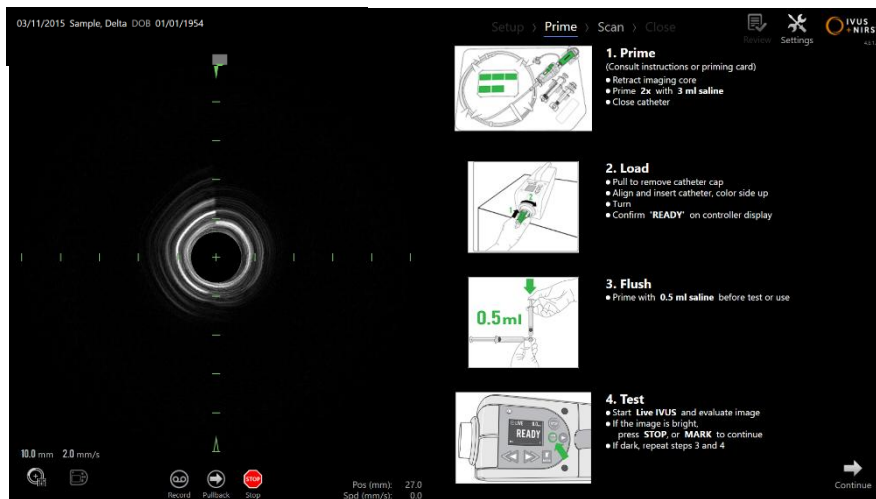 03/11/2015 Sample, Delta DOB 01/01/1954
Setup › Prime › Scan › Close
Review
Settings
IVUS
+NIRS
1. Prime
(Consult instructions or priming card)
● Retract imaging core
● Prime 2x with 3 ml saline
● Close catheter
2. Load
● Pull to remove catheter cap
● Align and insert catheter, color side up
● Turn
● Confirm 'READY' on controller display
3. Flush
● Prime with 0.5 ml saline before test or use
0.5ml
4. Test
● Start Live IVUS and evaluate image
● If the image is bright,
press STOP, or MARK to continue
● If dark, repeat steps 3 and 4
LIVE
READY
10.0 mm 2.0 mm/s
Record
Pullback
STOP
Stop
Pos (mm): 27.0
Spd (mm/s): 0.0
Continue